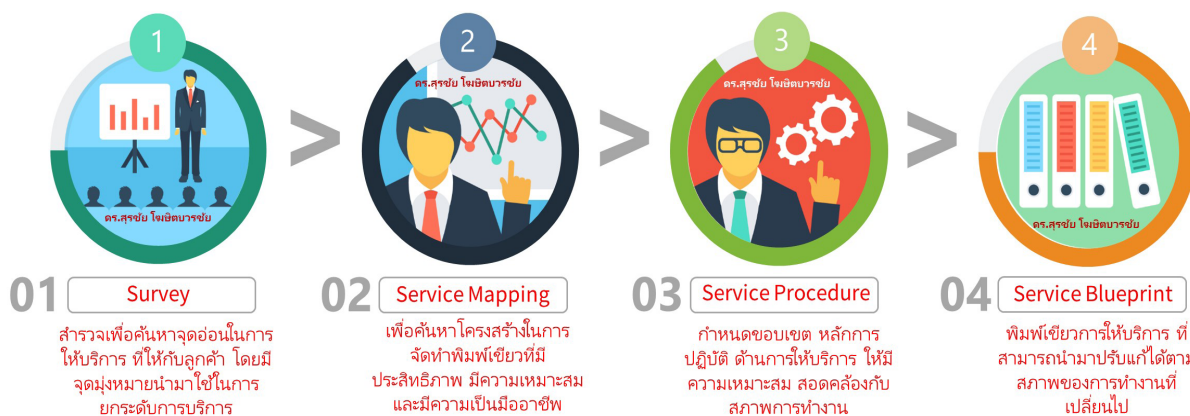 1
ดร.สุรชัย โฆษิตบวรชัย
01
Survey
สำรวจเพื่อค้นหาจุดอ่อนในการ
ให้บริการ ที่ให้กับลูกค้า โดยมี
จุดมุ่งหมายนำมาใช้ในการ
ยกระดับการบริการ
>
2
ดร.สุรชัย โฆษิตบวรชัย
02
Service Mapping
เพื่อค้นหาโครงสร้างในการ
จัดทำพิมพ์เขียวที่มี
ประสิทธิภาพ มีความเหมาะสม
และมีความเป็นมืออาชีพ
>
3
ดร.สุรชัย โฆษิตบวรชัย
03
Service Procedure
กำหนดขอบเขต หลักการ
ปฏิบัติ ด้านการให้บริการ ให้มี
ความเหมาะสม สอดคล้องกับ
สภาพการทำงาน
>
4
ดร.สุรชัย โฆษิตบวรชัย
04
Service Blueprint
พิมพ์เขียวการให้บริการ ที่
สามารถนำมาปรับแก้ได้ตาม
สภาพของการทำงานที่
เปลี่ยนไป